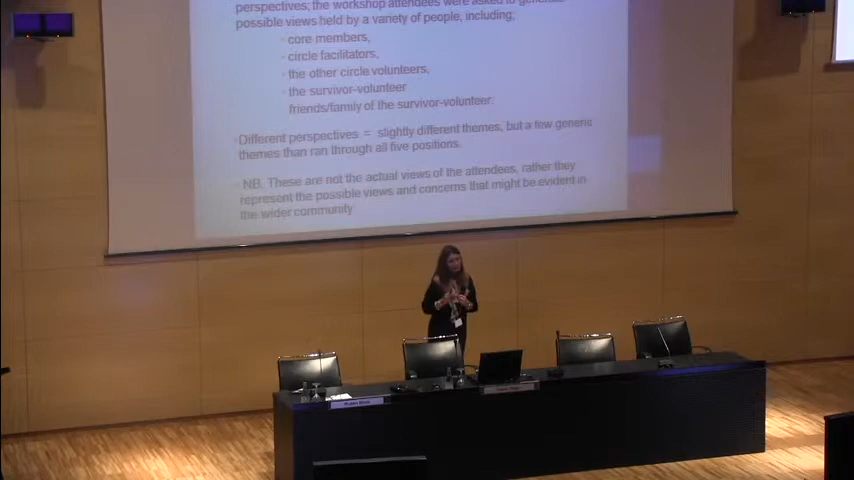 perspectives; the workshop attendees were asked to generate
possible views held by a variety of people, including;
core members,
circle facilitators,
the other circle volunteers,
the survivor-volunteer
friends/family of the survivor-volunteer.
Different perspectives = slightly different themes, but a few generic
themes than ran through all five positions.
NB. These are not the actual views of the attendees, rather they
represent the possible views and concerns that might be evident in
the wider community